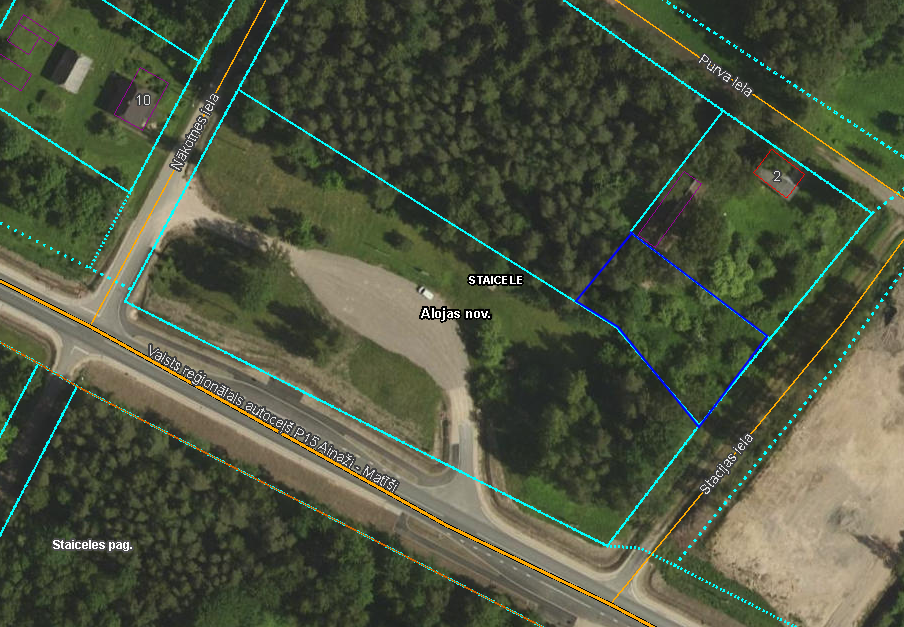 Purva iela
2
10
Nākotnes iela
STAICELE
Alojas nov.
Valsts reģionālais autoceļš P15 Ainaži - Matīši
Stacijas iela
Staiceles pag.